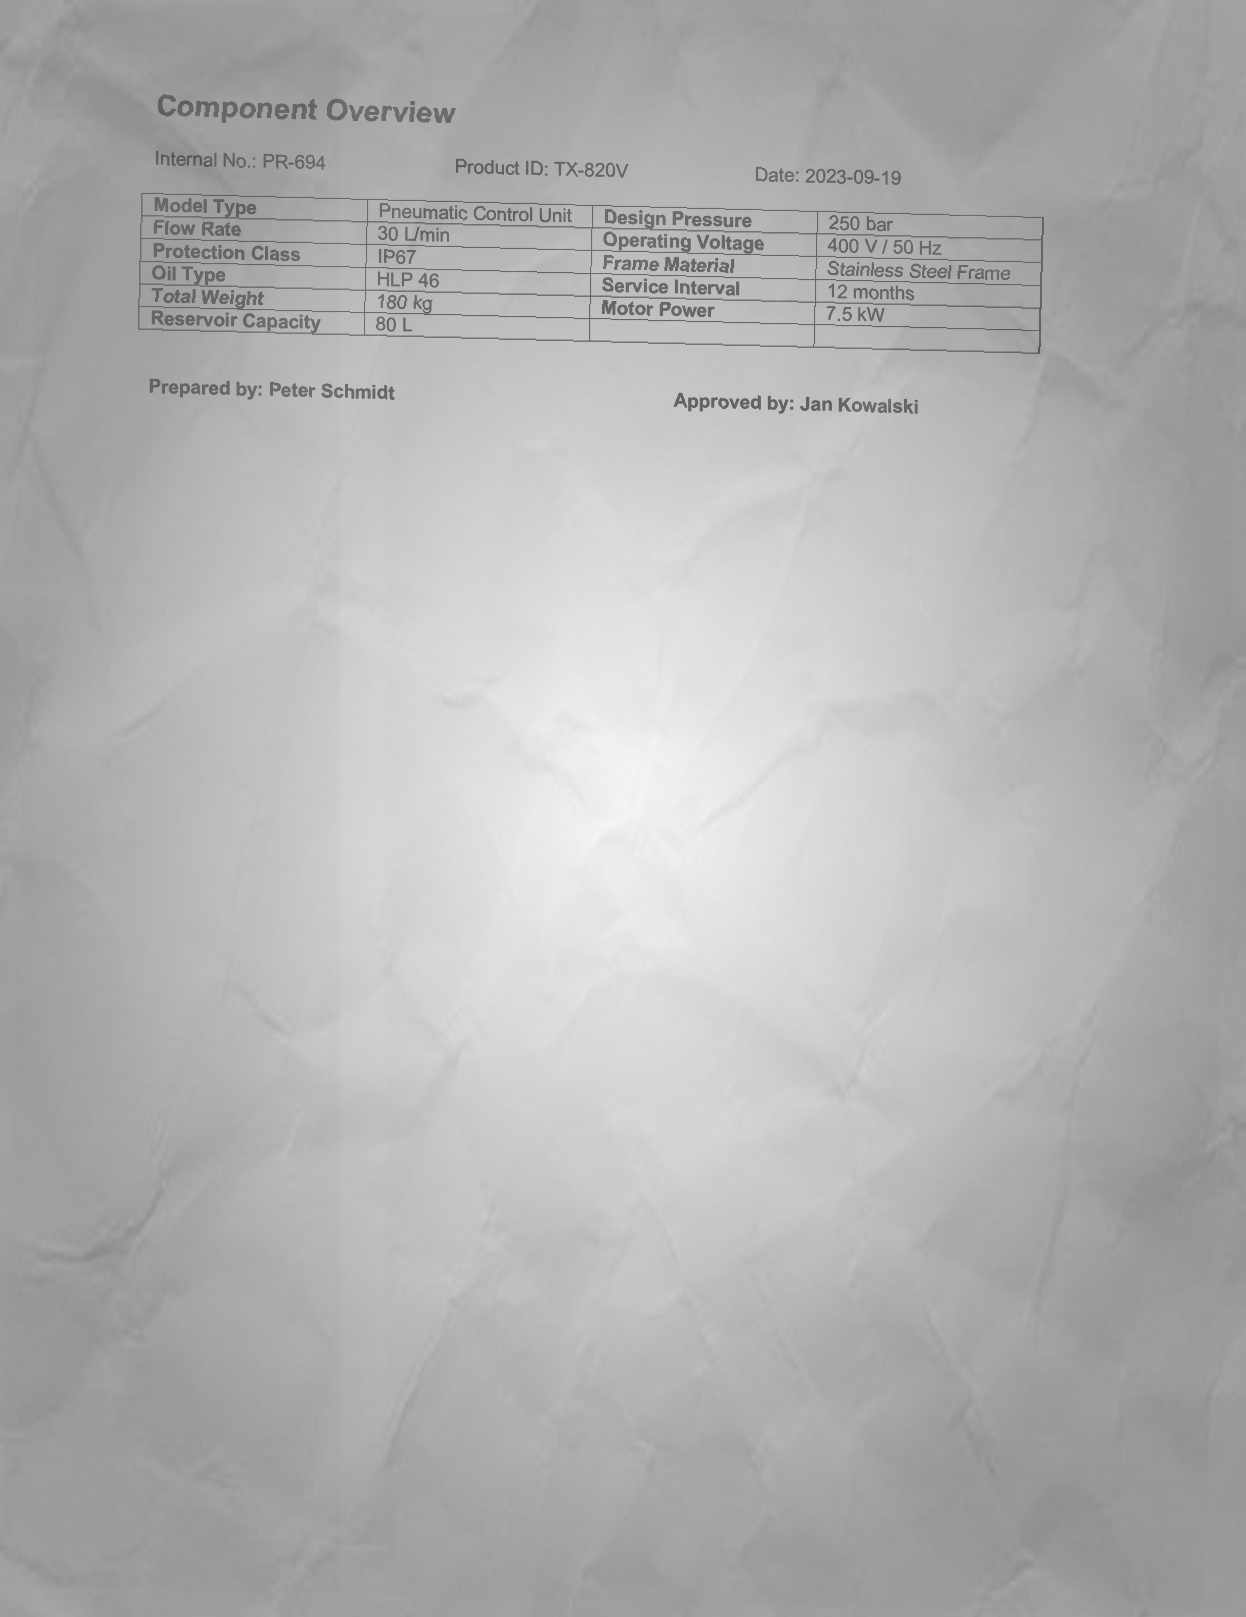 Component Overview
Internal No.: PR-694 Product ID: TX-820V Date: 2023-09-19
Model Type Pneumatic Control Unit Design Pressure 250 bar
Flow Rate 30 L/min Operating Voltage 400 V / 50 Hz
Protection Class IP67 Frame Material Stainless Steel Frame
Oil Type HLP 46 Service Interval 12 months
Total Weight 180 kg Motor Power 7.5 kW
Reservoir Capacity 80 L
Prepared by: Peter Schmidt Approved by: Jan Kowalski